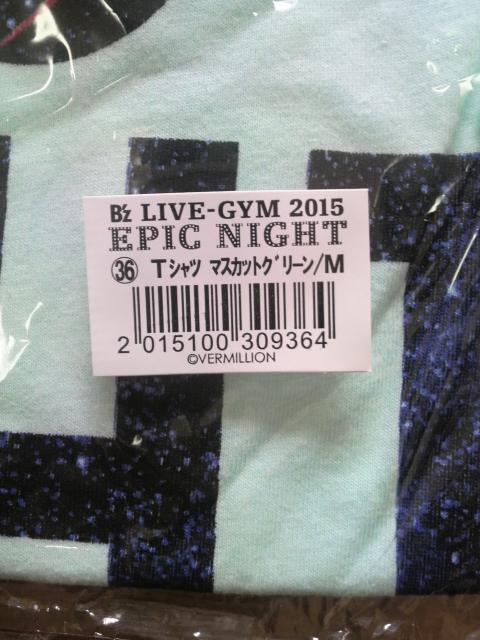 B'z LIVE-GYM 2015
EPIC NIGHT
㊱ Tシャツ マスカットグリーン/M
2 015100 309364
©VERMILLION